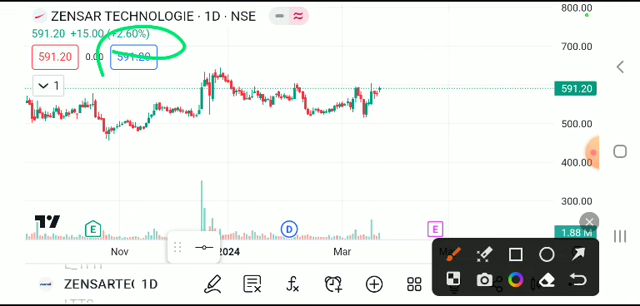 ZENSAR TECHNOLOGIE · 1D · NSE
591.20 +15.00 (+2.60%)
591.20 0.00 591.20
1
800.00
700.00
591.20
500.00
400.00
300.00
1.88 M
E D E
Nov 2024 Mar
ZENSARTEC 1D